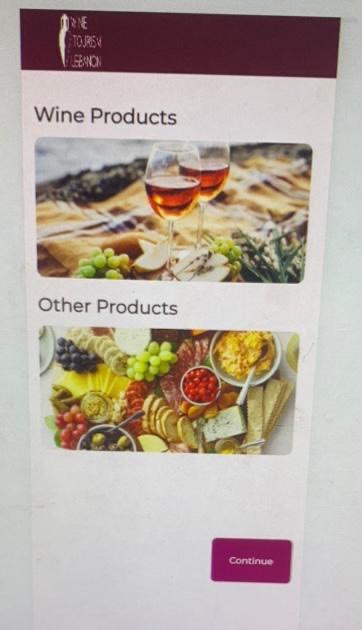 WINE
TOURISM
LEBANON
Wine Products
Other Products
Continue